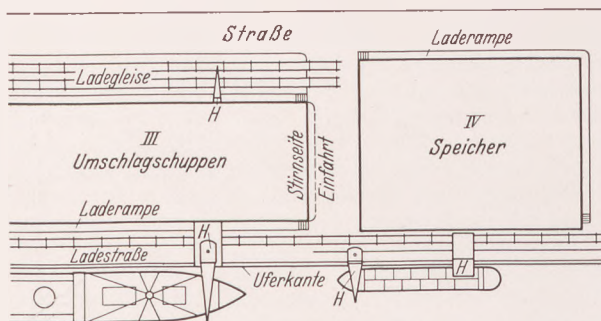 Straße
Laderampe
Ladegleise
H
III
Umschlagschuppen
Stirnseite
Einfahrt
IV
Speicher
Laderampe
H
Ladestraße
Uferkante
H
H